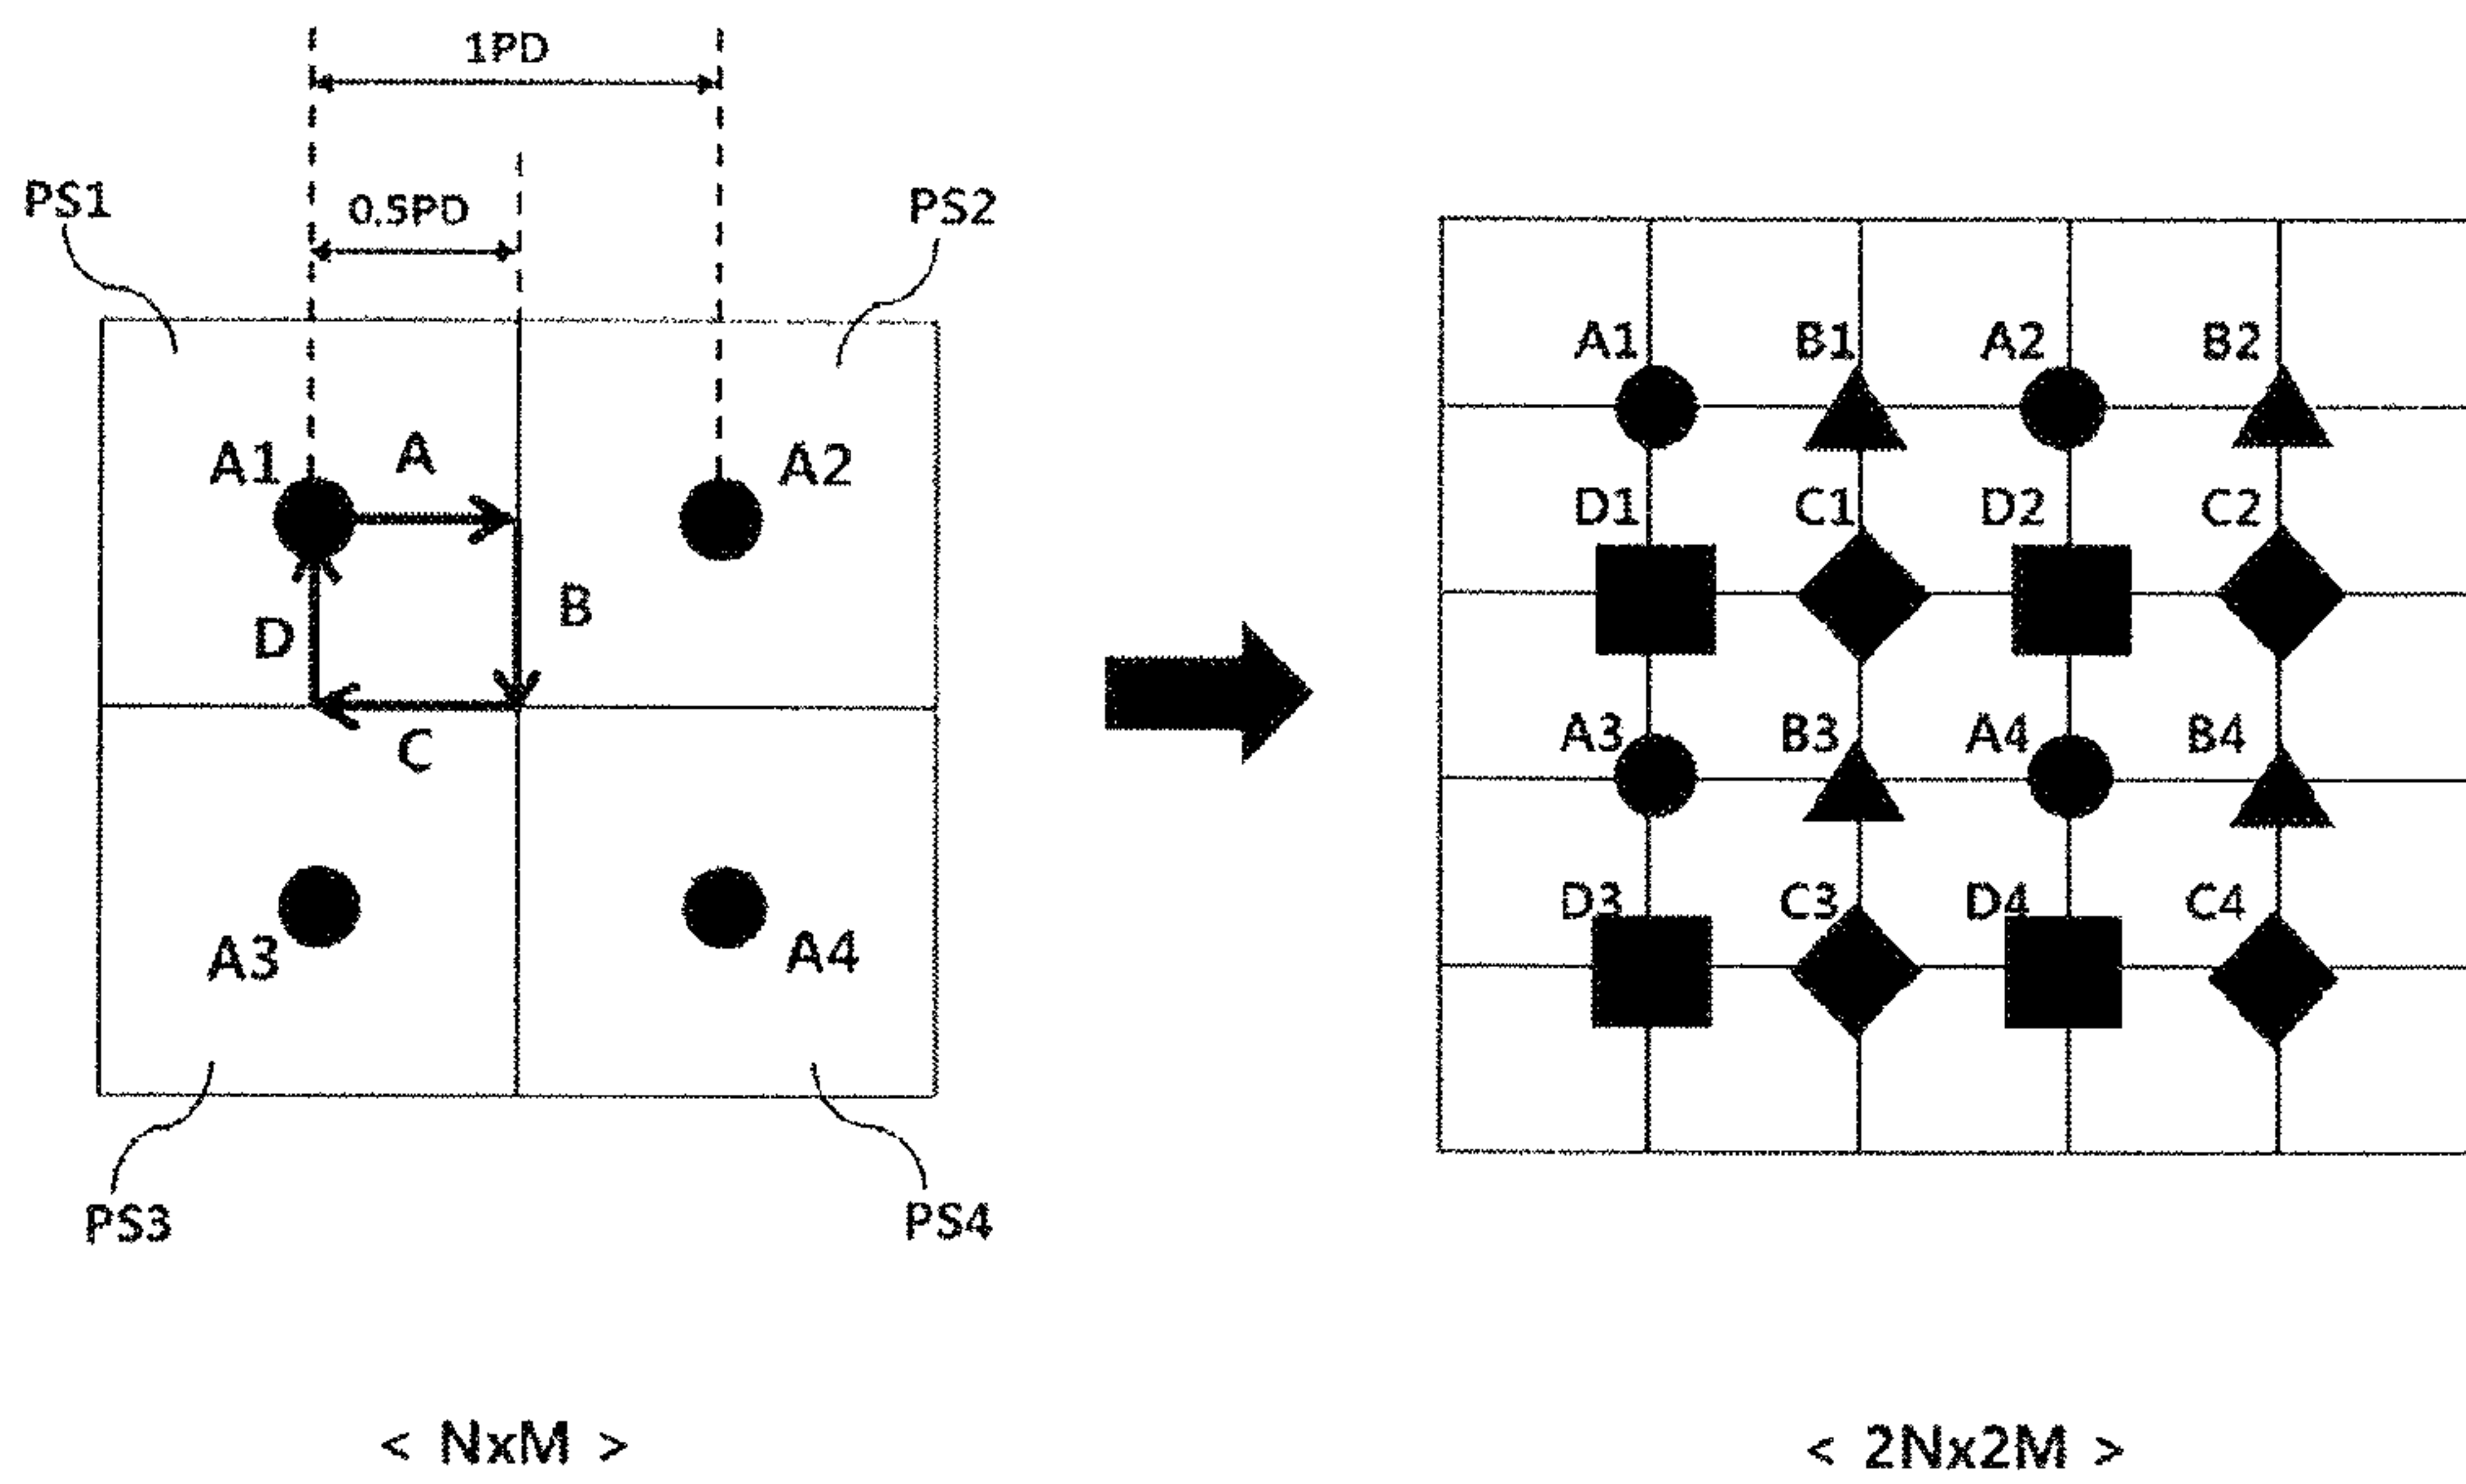 1PD
0.5PD
PS1
PS2
A1
A
A2
B
D
C
A3
A4
PS3
PS4
< NxM >
A1 B1 A2 B2
D1 C1 D2 C2
A3 B3 A4 B4
D3 C3 D4 C4
< 2Nx2M >